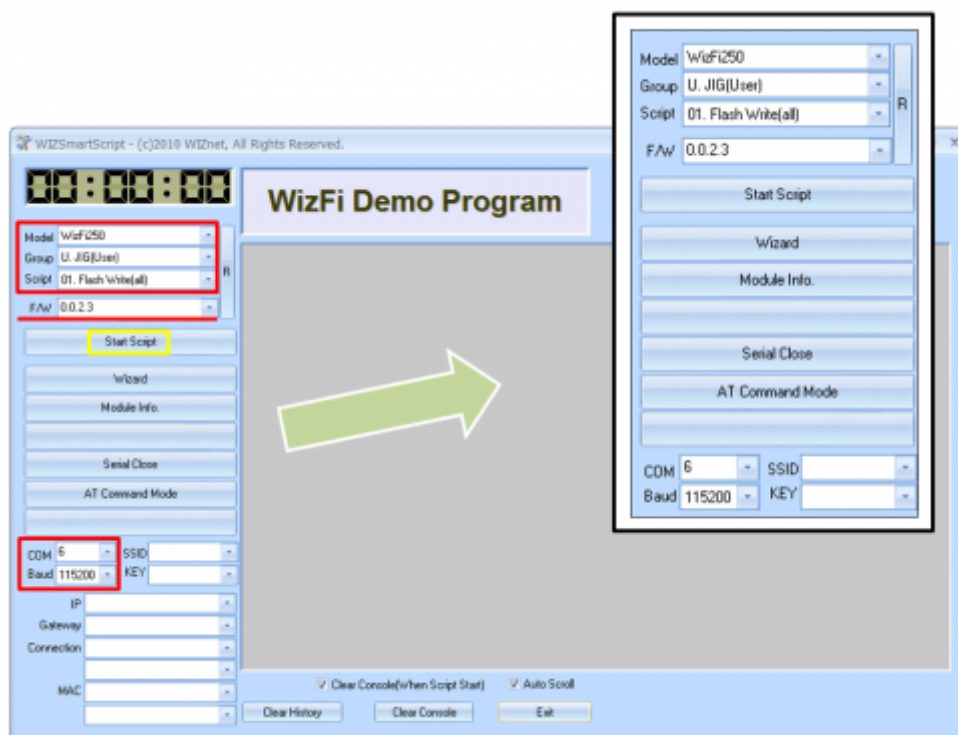 WIZSmartScript - (c)2010 WIZnet, All Rights Reserved.
00:00:00
WizFi Demo Program
Model WizFi250
Group U. JIG(User)
Script 01. Flash Write(all)
R
F/W 0.0.2.3
Start Script
Wizard
Module Info.
Serial Close
AT Command Mode
COM 6 SSID
Baud 115200 KEY
IP
Gateway
Connection
MAC
Clear Console(When Script Start) Auto Scroll
Clear History Clear Console Exit
Model WizFi250
Group U. JIG(User)
Script 01. Flash Write(all)
R
F/W 0.0.2.3
Start Script
Wizard
Module Info.
Serial Close
AT Command Mode
COM 6 SSID
Baud 115200 KEY